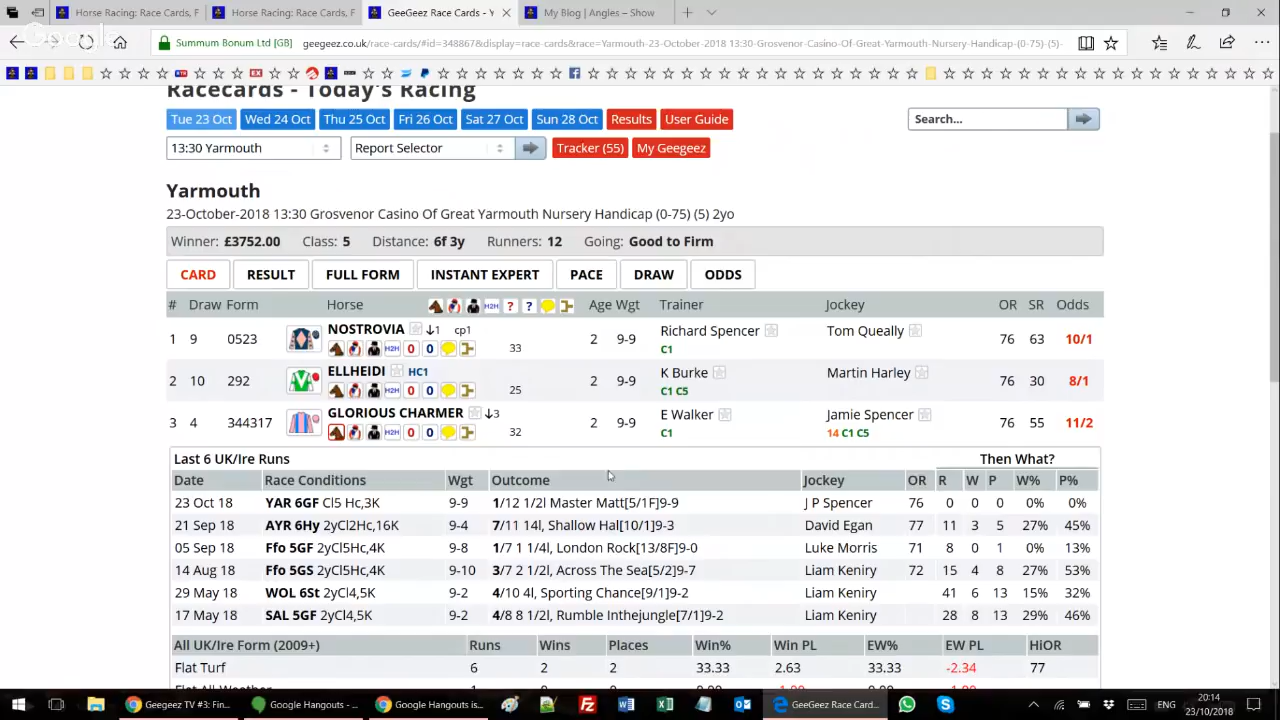 Horse Racing: Race Cards, F
Horse Racing: Race Cards, F
GeeGeez Race Cards - Y
My Blog | Angles – Show
Google
Summum Bonum Ltd [GB]
geegeez.co.uk/race-cards/#id=348867&display=race-cards&race=Yarmouth-23-October-2018 13:30-Grosvenor-Casino-Of-Great-Yarmouth-Nursery-Handicap-(0-75)-(5)-
Racecards - Today's Racing
Tue 23 Oct Wed 24 Oct Thu 25 Oct Fri 26 Oct Sat 27 Oct Sun 28 Oct Results User Guide
Search...
13:30 Yarmouth Report Selector Tracker (55) My Geegeez
Yarmouth
23-October-2018 13:30 Grosvenor Casino Of Great Yarmouth Nursery Handicap (0-75) (5) 2yo
Winner: £3752.00 Class: 5 Distance: 6f 3y Runners: 12 Going: Good to Firm
CARD RESULT FULL FORM INSTANT EXPERT PACE DRAW ODDS
# Draw Form Horse H2H ? ? Age Wgt Trainer Jockey OR SR Odds
1 9 0523 NOSTROVIA ↓1 cp1 2 9-9 Richard Spencer Tom Queally 76 63 10/1
H2H 0 0 33 C1
2 10 292 ELLHEIDI HC1 2 9-9 K Burke Martin Harley 76 30 8/1
H2H 0 0 25 C1 C5
3 4 344317 GLORIOUS CHARMER ↓3 2 9-9 E Walker Jamie Spencer 76 55 11/2
H2H 0 0 32 C1 14 C1 C5
Last 6 UK/Ire Runs Then What?
Date Race Conditions Wgt Outcome Jockey OR R W P W% P%
23 Oct 18 YAR 6GF Cl5 Hc,3K 9-9 1/12 1/2l Master Matt[5/1F]9-9 J P Spencer 76 0 0 0 0% 0%
21 Sep 18 AYR 6Hy 2yCl2Hc,16K 9-4 7/11 14l, Shallow Hal[10/1]9-3 David Egan 77 11 3 5 27% 45%
05 Sep 18 Ffo 5GF 2yCl5Hc,4K 9-8 1/7 1 1/4l, London Rock[13/8F]9-0 Luke Morris 71 8 0 1 0% 13%
14 Aug 18 Ffo 5GS 2yCl5Hc,4K 9-10 3/7 2 1/2l, Across The Sea[5/2]9-7 Liam Keniry 72 15 4 8 27% 53%
29 May 18 WOL 6St 2yCl4,5K 9-2 4/10 4l, Sporting Chance[9/1]9-2 Liam Keniry 41 6 13 15% 32%
17 May 18 SAL 5GF 2yCl4,5K 9-2 4/8 8 1/2l, Rumble Inthejungle[7/1]9-2 Liam Keniry 28 8 13 29% 46%
All UK/Ire Form (2009+) Runs Wins Places Win% Win PL EW% EW PL HiOR
Flat Turf 6 2 2 33.33 2.63 33.33 -2.34 77
Geegeez TV #3: Fin... Google Hangouts - ... Google Hangouts is... GeeGeez Race Card...
20:14
23/10/2018